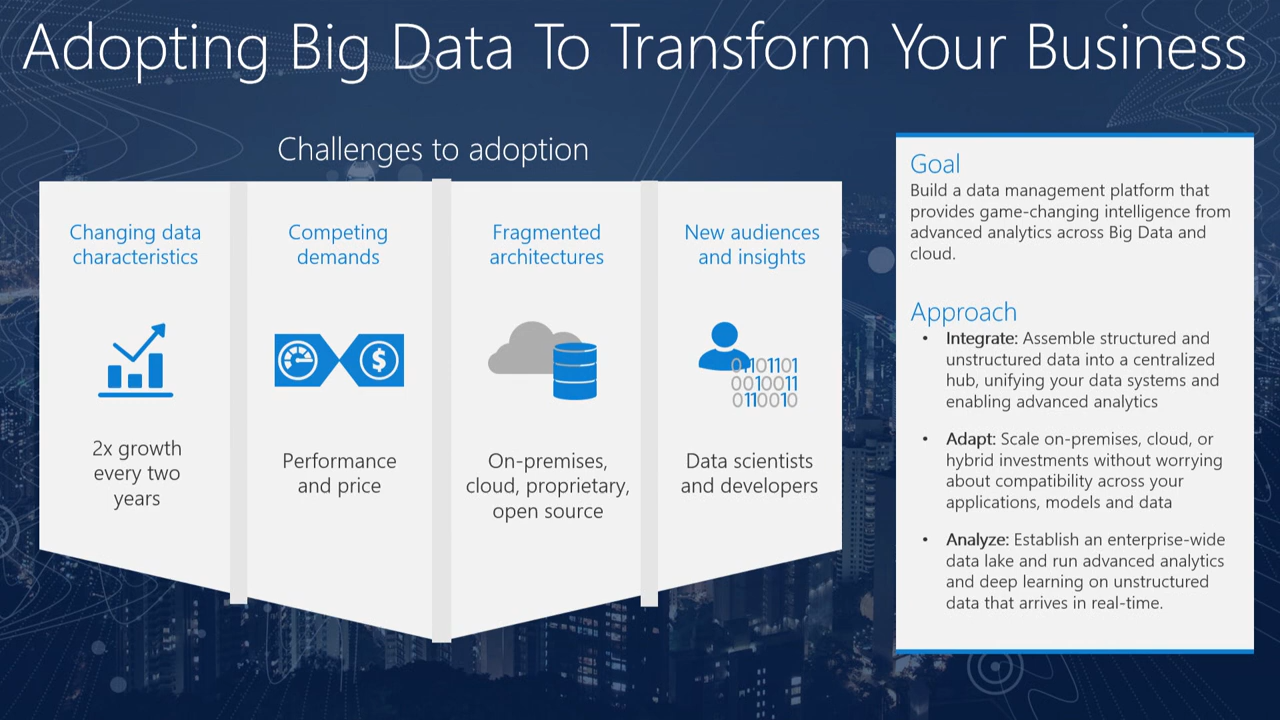 Adopting Big Data To Transform Your Business
Challenges to adoption
Changing data
characteristics
2x growth
every two
years
Competing
demands
$
Performance
and price
Fragmented
architectures
On-premises,
cloud, proprietary,
open source
New audiences
and insights
01101101
0010011
0110010
Data scientists
and developers
Goal
Build a data management platform that
provides game-changing intelligence from
advanced analytics across Big Data and
cloud.
Approach
• Integrate: Assemble structured and
unstructured data into a centralized
hub, unifying your data systems and
enabling advanced analytics
• Adapt: Scale on-premises, cloud, or
hybrid investments without worrying
about compatibility across your
applications, models and data
• Analyze: Establish an enterprise-wide
data lake and run advanced analytics
and deep learning on unstructured
data that arrives in real-time.